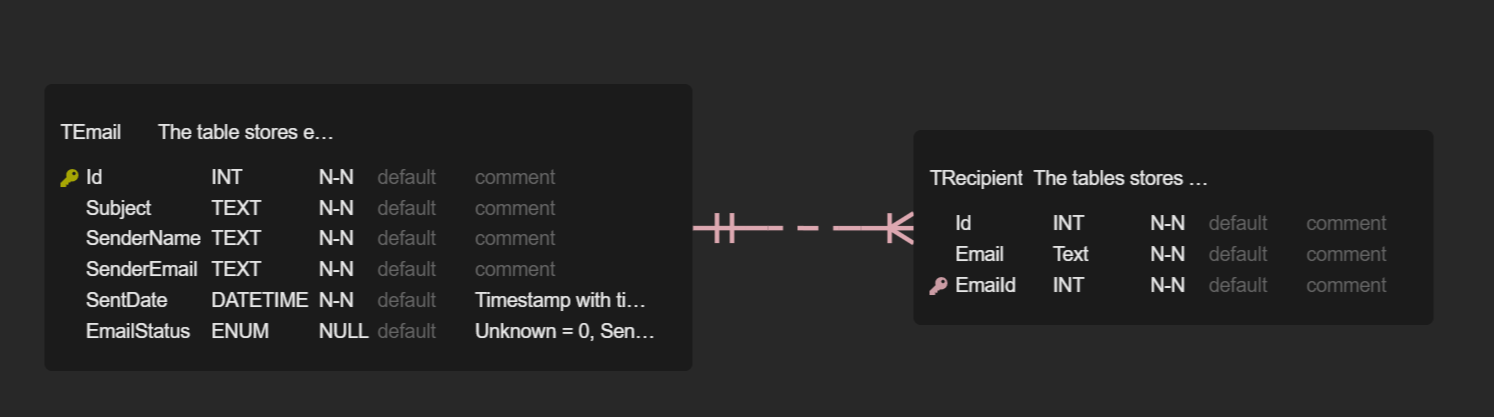 TEmail The table stores e…
Id INT N-N default comment
Subject TEXT N-N default comment
SenderName TEXT N-N default comment
SenderEmail TEXT N-N default comment
SentDate DATETIME N-N default Timestamp with ti…
EmailStatus ENUM NULL default Unknown = 0, Sen…
TRecipient The tables stores …
Id INT N-N default comment
Email Text N-N default comment
EmailId INT N-N default comment